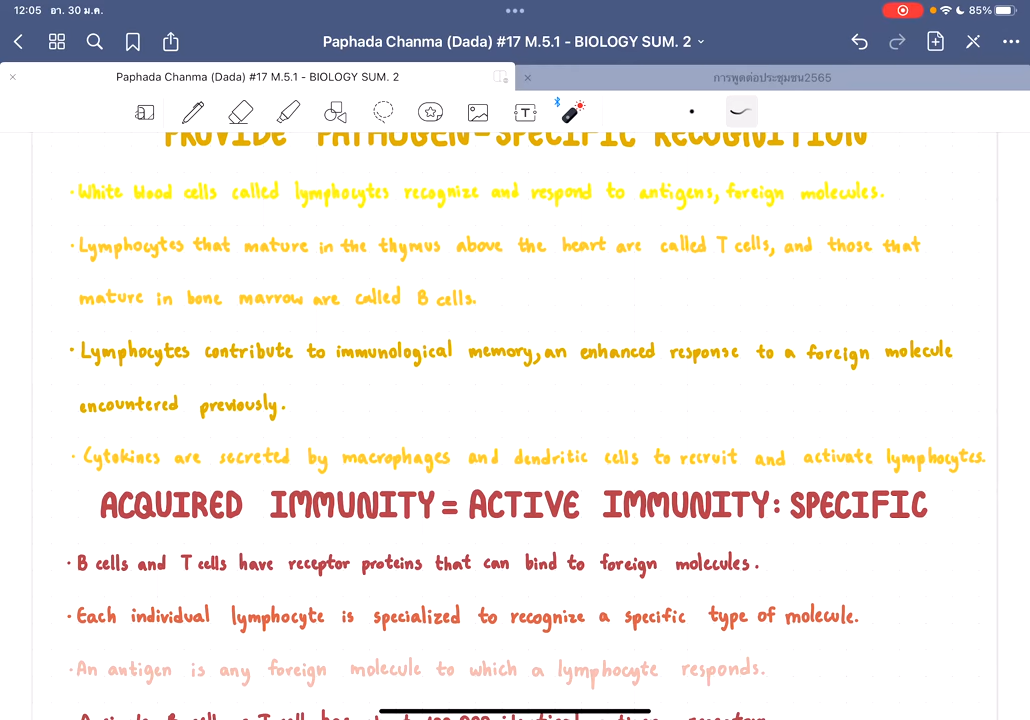 12:05 อา. 30 ม.ค.
85%
Paphada Chanma (Dada) #17 M.5.1 - BIOLOGY SUM. 2
Paphada Chanma (Dada) #17 M.5.1 - BIOLOGY SUM. 2
การพูดต่อประชุมชน2565
PROVIDE PATHOGEN-SPECIFIC RECOGNITION
• White blood cells called lymphocytes recognize and respond to antigens, foreign molecules.
• Lymphocytes that mature in the thymus above the heart are called T cells, and those that
mature in bone marrow are called B cells.
• Lymphocytes contribute to immunological memory, an enhanced response to a foreign molecule
encountered previously.
• Cytokines are secreted by macrophages and dendritic cells to recruit and activate lymphocytes.
ACQUIRED IMMUNITY = ACTIVE IMMUNITY: SPECIFIC
• B cells and T cells have receptor proteins that can bind to foreign molecules.
• Each individual lymphocyte is specialized to recognize a specific type of molecule.
• An antigen is any foreign molecule to which a lymphocyte responds.